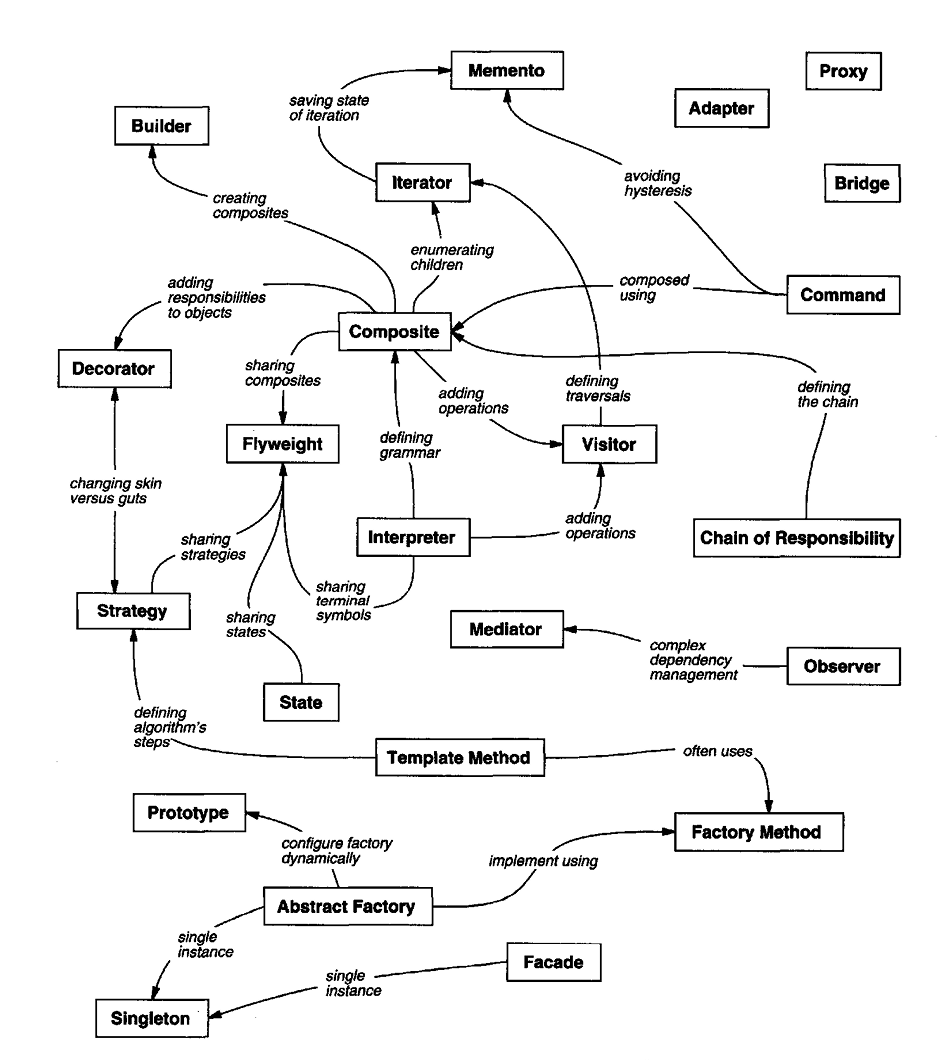 Memento
Proxy
saving state
of iteration
Adapter
Builder
Iterator
avoiding
hysteresis
Bridge
creating
composites
enumerating
children
adding
responsibilities
to objects
composed
using
Command
Composite
Decorator
sharing
composites
adding
operations
defining
traversals
defining
the chain
Flyweight
defining
grammar
Visitor
changing skin
versus guts
sharing
strategies
Interpreter
adding
operations
Chain of Responsibility
sharing
terminal
symbols
Strategy
sharing
states
Mediator
complex
dependency
management
Observer
State
defining
algorithm's
steps
Template Method
often uses
Prototype
Factory Method
configure factory
dynamically
implement using
Abstract Factory
single
instance
Facade
single
instance
Singleton